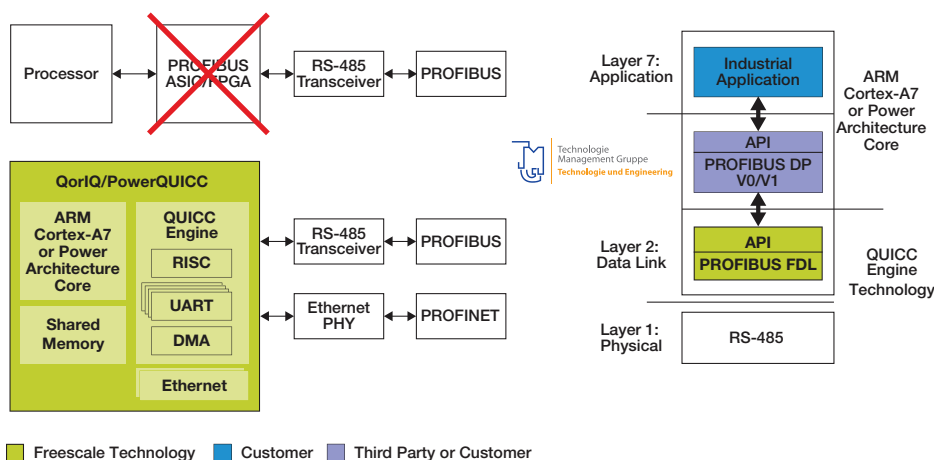 Processor
PROFIBUS
ASIC/FPGA
RS-485
Transceiver
PROFIBUS
QorIQ/PowerQUICC
ARM
Cortex-A7
or Power
Architecture
Core
Shared
Memory
QUICC
Engine
RISC
UART
DMA
Ethernet
RS-485
Transceiver
PROFIBUS
Ethernet
PHY
PROFINET
Technologie
Management Gruppe
Technologie und Engineering
Layer 7:
Application
Industrial
Application
ARM
Cortex-A7
or Power
Architecture
Core
API
PROFIBUS DP
V0/V1
Layer 2:
Data Link
API
PROFIBUS FDL
QUICC
Engine
Technology
Layer 1:
Physical
RS-485
Freescale Technology
Customer
Third Party or Customer